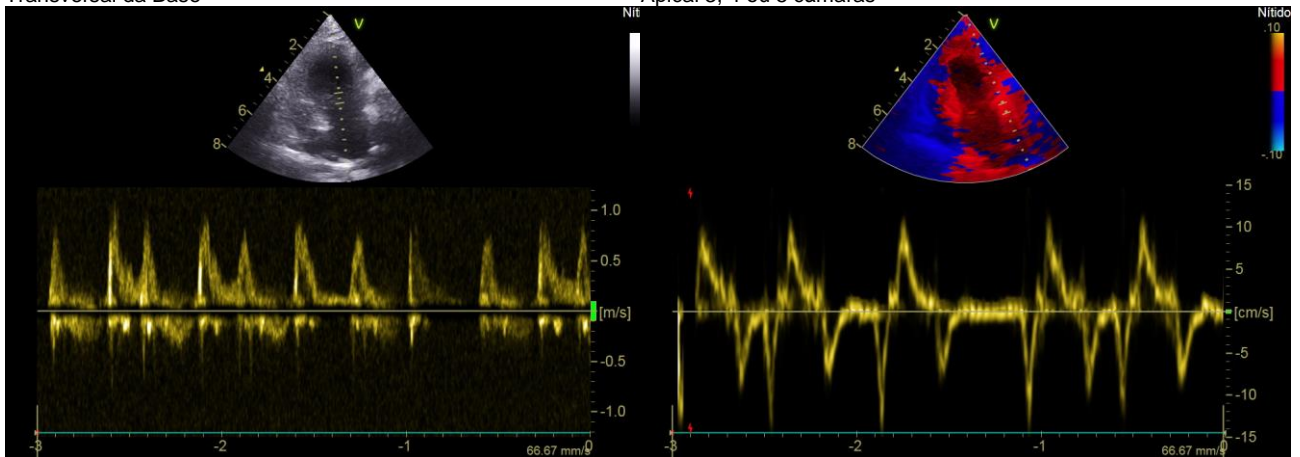 Transversal da Base
Apical 3, 4 ou 5 câmaras
Nít
V
2
4
6
8
1.0
0.5
[m/s]
-0.5
-1.0
-3
-2
-1
0
66.67 mm/s
Nítido
V
.10
-.10
2
4
6
8
15
10
5
[cm/s]
-5
-10
-15
-3
-2
-1
0
66.67 mm/s